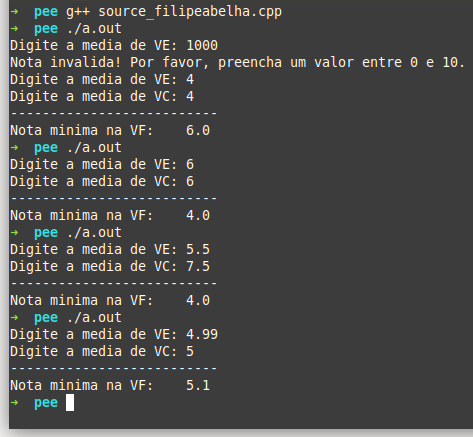 ➜  pee g++ source_filipeabelha.cpp
➜  pee ./a.out
Digite a media de VE: 1000
Nota invalida! Por favor, preencha um valor entre 0 e 10.
Digite a media de VE: 4
Digite a media de VC: 4
--------------------------
Nota minima na VF:    6.0
➜  pee ./a.out
Digite a media de VE: 6
Digite a media de VC: 6
--------------------------
Nota minima na VF:    4.0
➜  pee ./a.out
Digite a media de VE: 5.5
Digite a media de VC: 7.5
--------------------------
Nota minima na VF:    4.0
➜  pee ./a.out
Digite a media de VE: 4.99
Digite a media de VC: 5
--------------------------
Nota minima na VF:    5.1
➜  pee